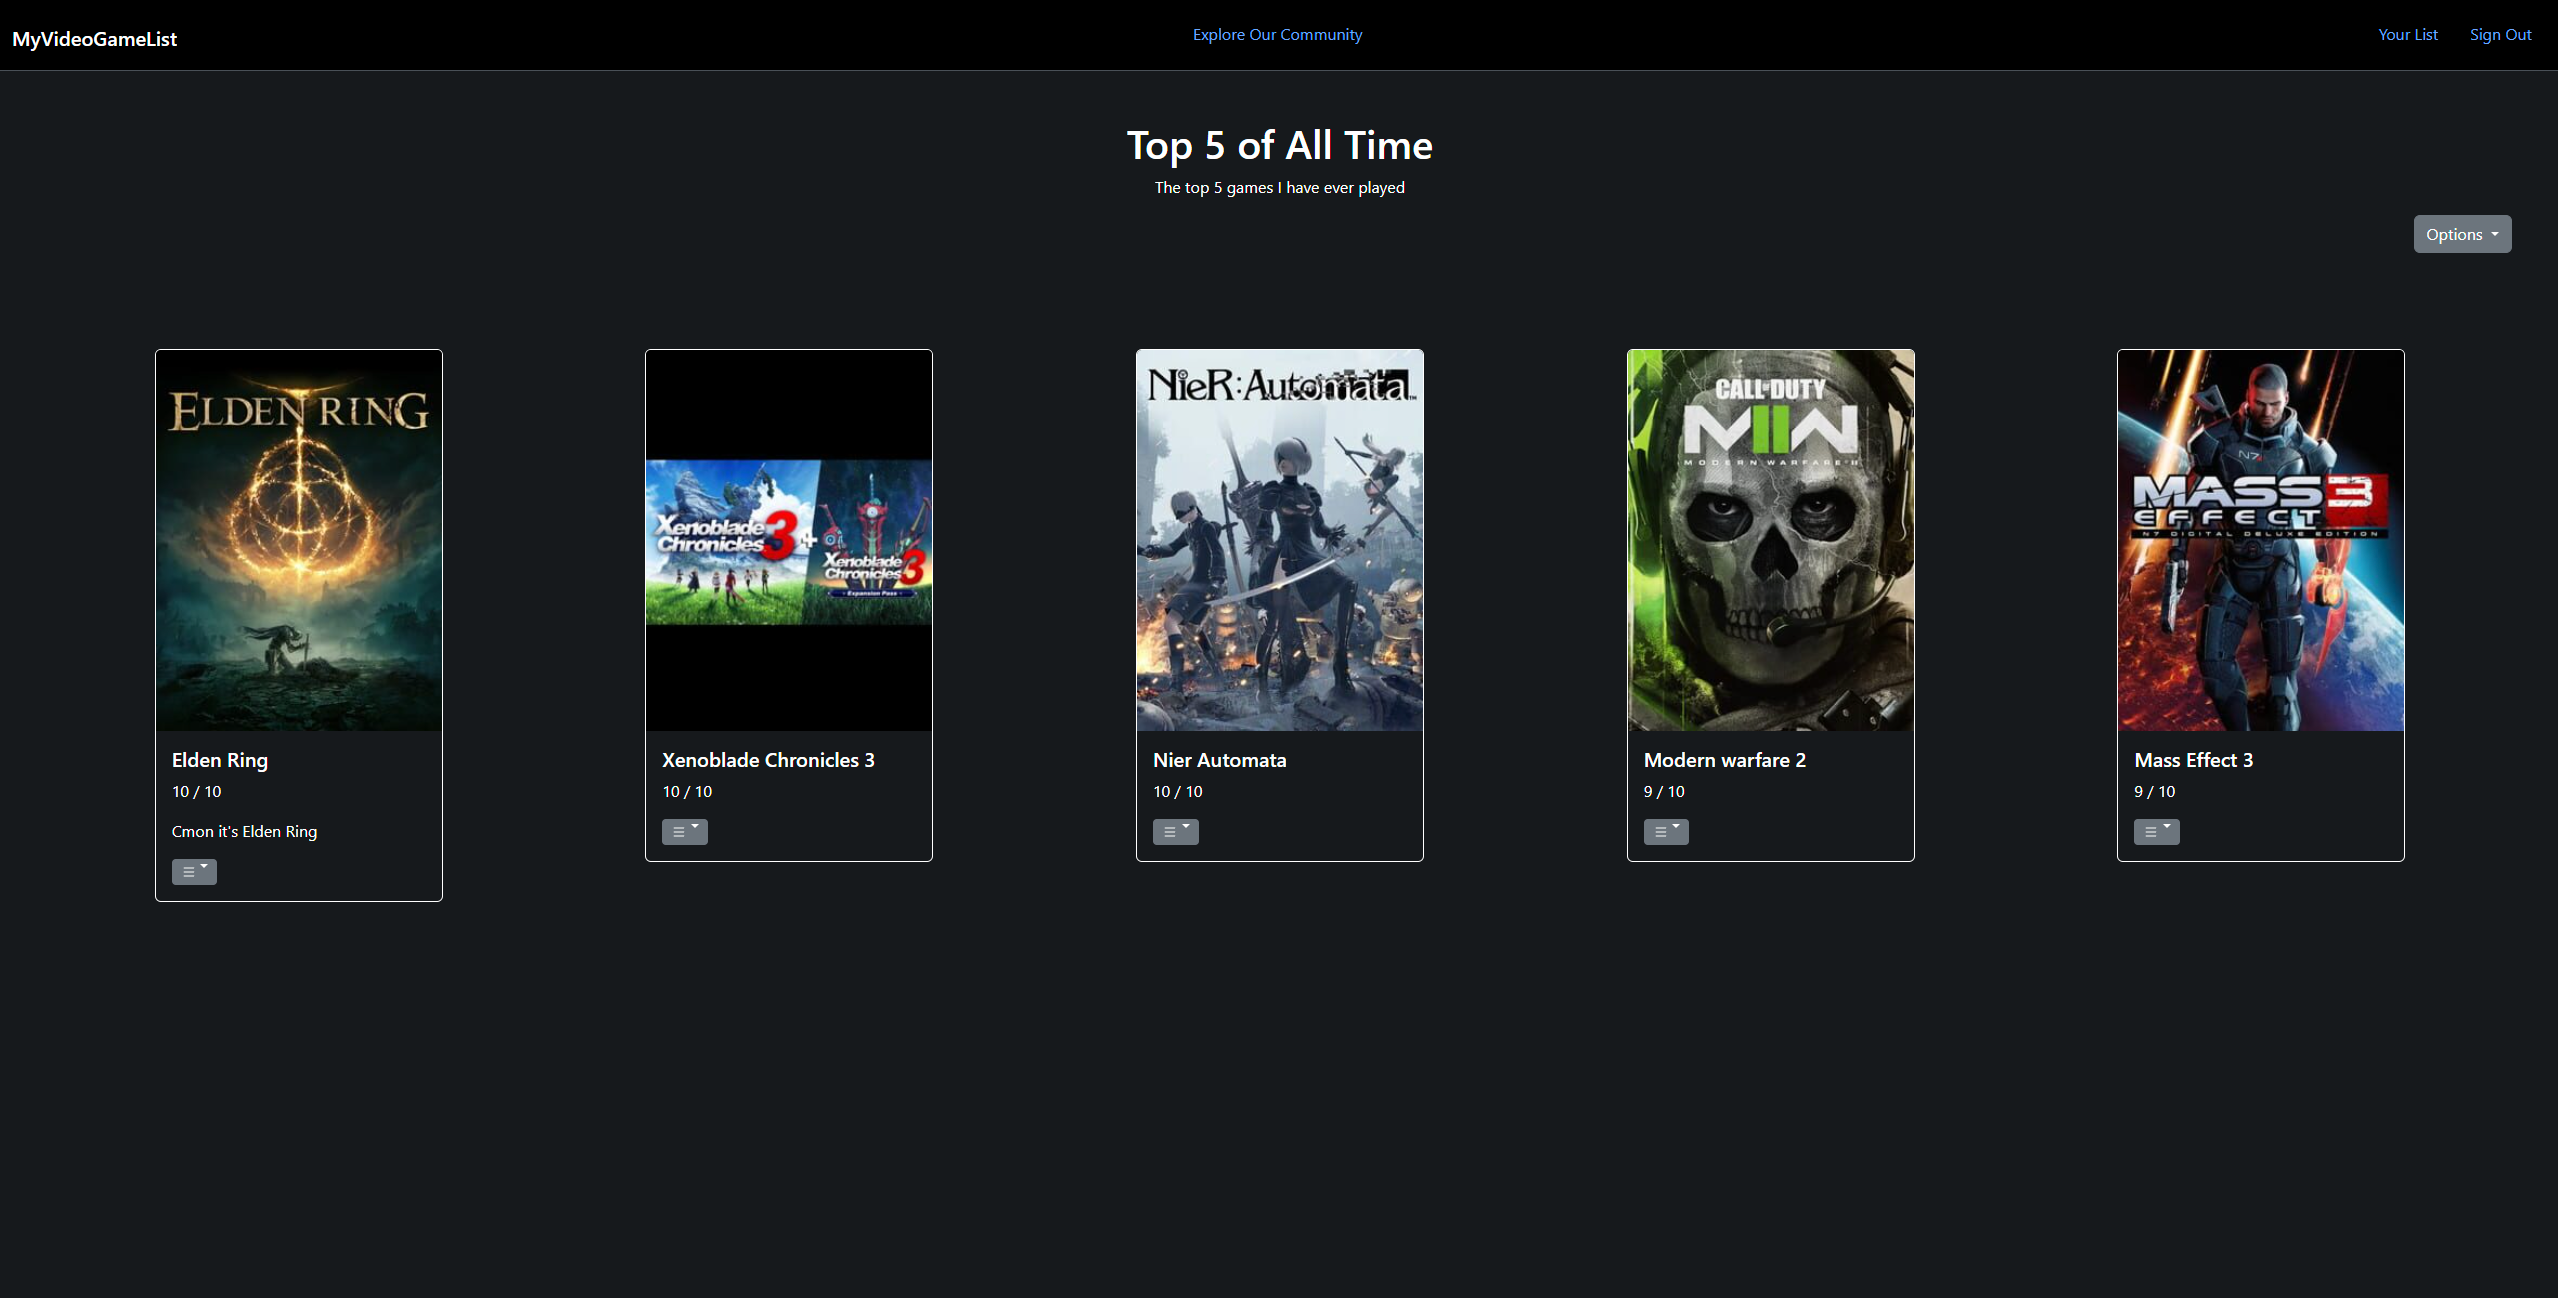 MyVideoGameList
Explore Our Community
Your List
Sign Out
Top 5 of All Time
The top 5 games I have ever played
Options
ELDEN RING
Xenoblade
Chronicles 3
+
Xenoblade
Chronicles 3
Expansion Pass
NieR:Automata™
CALL OF DUTY
MWII
MODERN WARFARE II
N7
MASS
EFFECT 3
N7 DIGITAL DELUXE EDITION
Elden Ring
10 / 10
Cmon it's Elden Ring
Xenoblade Chronicles 3
10 / 10
Nier Automata
10 / 10
Modern warfare 2
9 / 10
Mass Effect 3
9 / 10